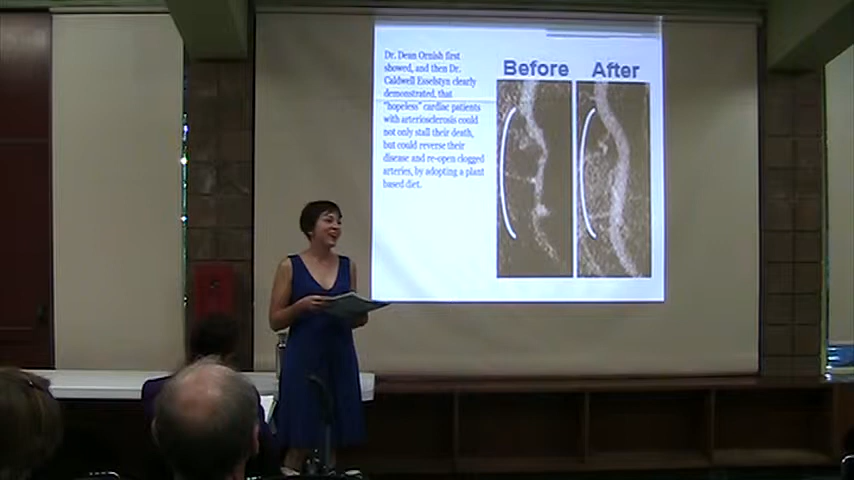 Dr. Dean Ornish first
showed, and then Dr.
Caldwell Esselstyn clearly
demonstrated, that
"hopeless" cardiac patients
with arteriosclerosis could
not only stall their death,
but could reverse their
disease and re-open clogged
arteries, by adopting a plant
based diet.
Before After